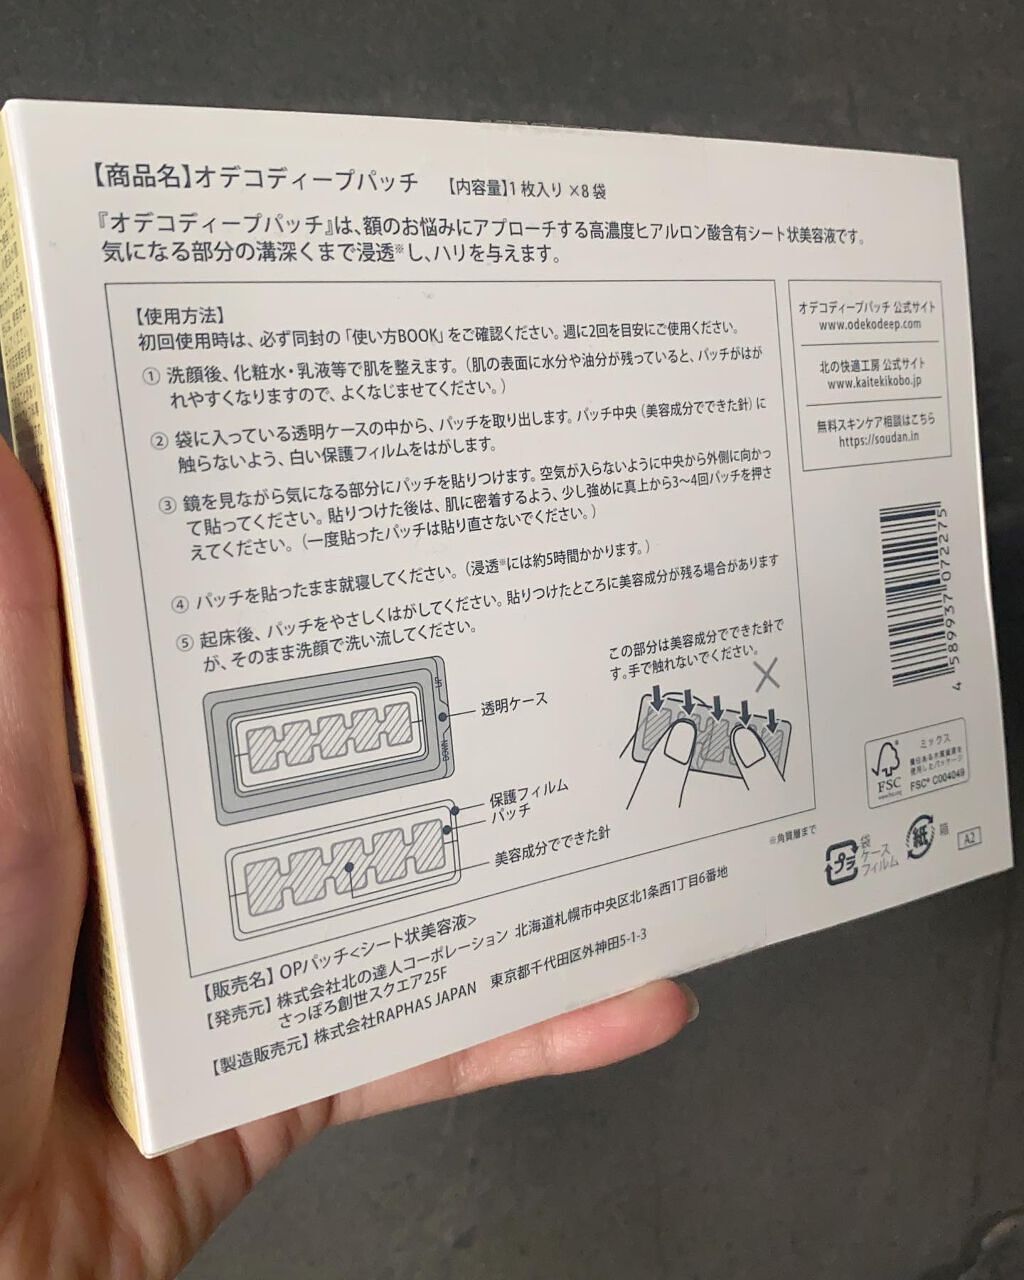 【商品名】オデコディープパッチ 【内容量】1枚入り×8袋
『オデコディープパッチ』は、額のお悩みにアプローチする高濃度ヒアルロン酸含有シート状美容液です。
気になる部分の溝深くまで浸透※し、ハリを与えます。
【使用方法】
初回使用時は、必ず同封の「使い方BOOK」をご確認ください。週に2回を目安にご使用ください。
① 洗顔後、化粧水・乳液等で肌を整えます。（肌の表面に水分や油分が残っていると、パッチがはが
れやすくなりますので、よくなじませてください。）
② 袋に入っている透明ケースの中から、パッチを取り出します。パッチ中央（美容成分でできた針）に
触らないよう、白い保護フィルムをはがします。
③ 鏡を見ながら気になる部分にパッチを貼りつけます。空気が入らないように中央から外側に向かっ
て貼ってください。貼りつけた後は、肌に密着するよう、少し強めに真上から3〜4回パッチを押さ
えてください。（一度貼ったパッチは貼り直さないでください。）
④ パッチを貼ったまま就寝してください。（浸透※には約5時間かかります。）
⑤ 起床後、パッチをやさしくはがしてください。貼りつけたところに美容成分が残る場合があります
が、そのまま洗顔で洗い流してください。
透明ケース
保護フィルム
パッチ
美容成分でできた針
この部分は美容成分でできた針で
す。手で触れないでください。
※角質層まで
オデコディープパッチ 公式サイト
www.odekodeep.com
北の快適工房 公式サイト
www.kaitekikobo.jp
無料スキンケア相談はこちら
https://soudan.in
4 589937 072275
FSC
www.fsc.org
ミックス
責任ある木質資源を
使用したパッケージ
FSC® C004049
プラ
袋
ケース
フィルム
紙
箱
A2
【販売名】OPパッチ<シート状美容液>
【発売元】株式会社北の達人コーポレーション 北海道札幌市中央区北1条西1丁目6番地
さっぽろ創世スクエア25F
【製造販売元】株式会社RAPHAS JAPAN 東京都千代田区外神田5-1-3